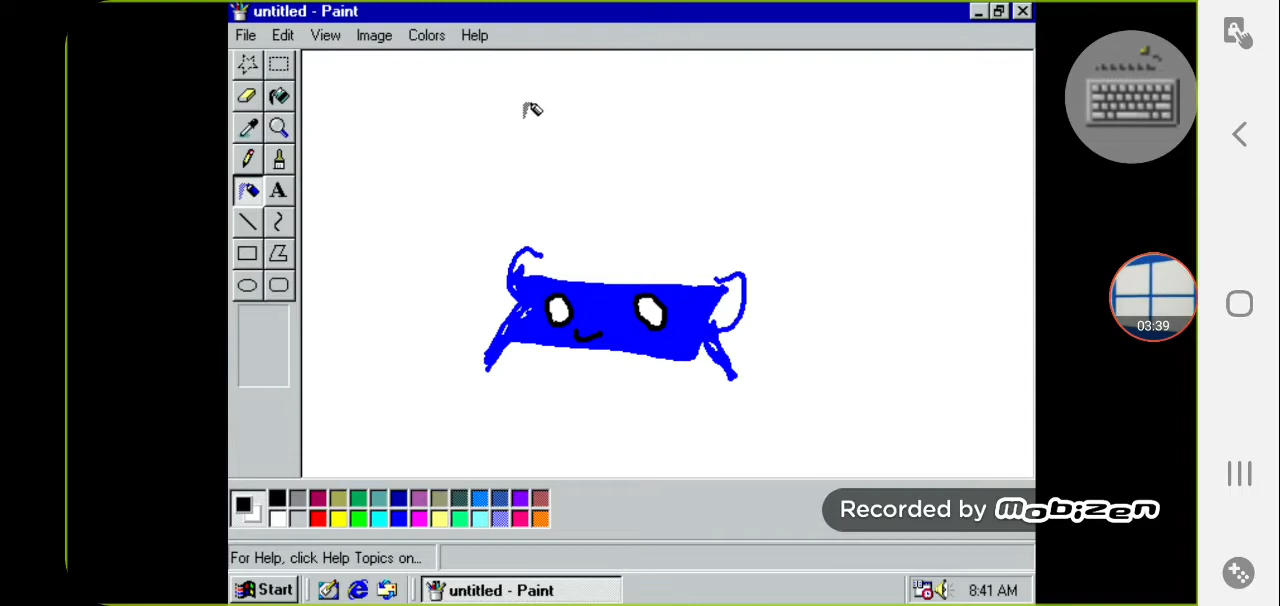 untitled - Paint
File Edit View Image Colors Help
A
03:39
Recorded by mobizen
For Help, click Help Topics on...
Start untitled - Paint 8:41 AM